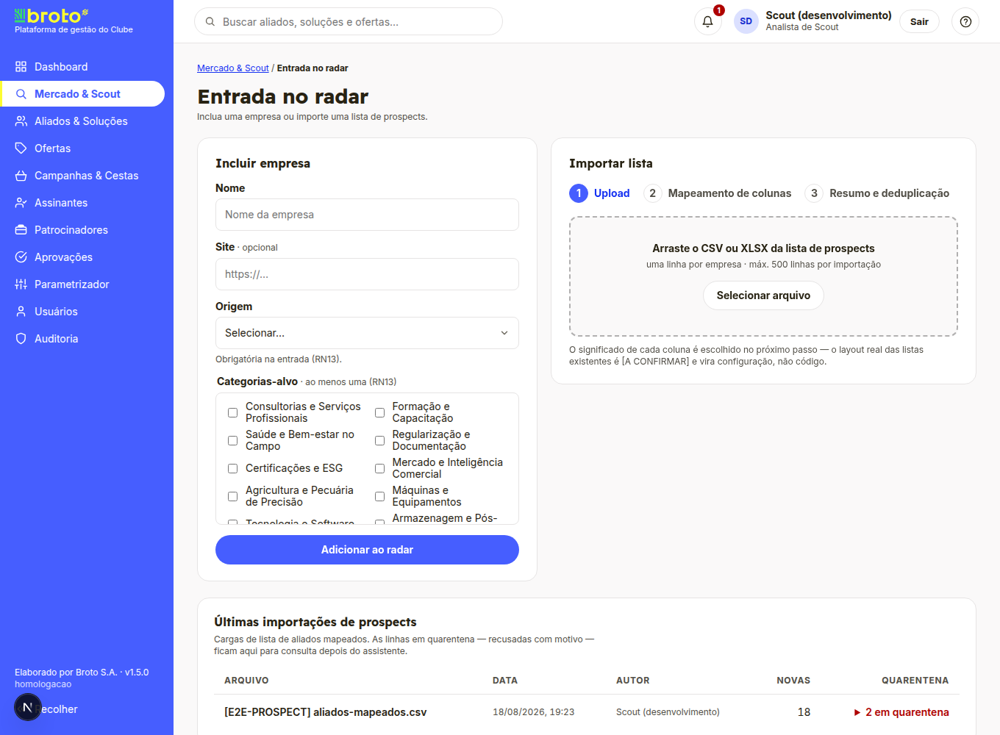 broto
Plataforma de gestão do Clube
Buscar aliados, soluções e ofertas...
1
SD
Scout (desenvolvimento)
Analista de Scout
Sair
Dashboard
Mercado & Scout
Aliados & Soluções
Ofertas
Campanhas & Cestas
Assinantes
Patrocinadores
Aprovações
Parametrizador
Usuários
Auditoria
Elaborado por Broto S.A. · v1.5.0
homologacao
N
Recolher
Mercado & Scout / Entrada no radar
Entrada no radar
Inclua uma empresa ou importe uma lista de prospects.
Incluir empresa
Nome
Nome da empresa
Site · opcional
https://...
Origem
Selecionar...
Obrigatória na entrada (RN13).
Categorias-alvo · ao menos uma (RN13)
Consultorias e Serviços
Profissionais
Formação e
Capacitação
Saúde e Bem-estar no
Campo
Regularização e
Documentação
Certificações e ESG
Mercado e Inteligência
Comercial
Agricultura e Pecuária
de Precisão
Máquinas e
Equipamentos
Tecnologia e Software
Armazenagem e Pós-
Adicionar ao radar
Importar lista
1 Upload
2 Mapeamento de colunas
3 Resumo e deduplicação
Arraste o CSV ou XLSX da lista de prospects
uma linha por empresa · máx. 500 linhas por importação
Selecionar arquivo
O significado de cada coluna é escolhido no próximo passo — o layout real das listas
existentes é [A CONFIRMAR] e vira configuração, não código.
Últimas importações de prospects
Cargas de lista de aliados mapeados. As linhas em quarentena — recusadas com motivo —
ficam aqui para consulta depois do assistente.
ARQUIVO DATA AUTOR NOVAS QUARENTENA
[E2E-PROSPECT] aliados-mapeados.csv 18/08/2026, 19:23 Scout (desenvolvimento) 18 ▶ 2 em quarentena